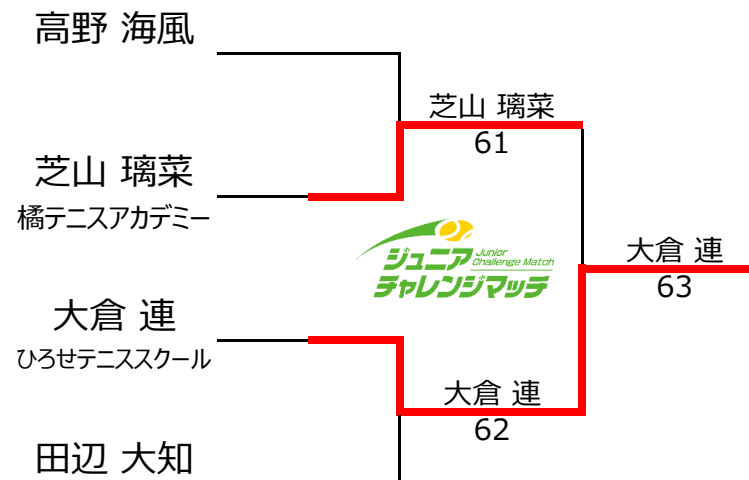 高野 海風
芝山 璃菜
61
芝山 璃菜
橘テニスアカデミー
ジュニア Junior Challenge Match
チャレンジマッチ
大倉 連
63
大倉 連
ひろせテニススクール
大倉 連
62
田辺 大知